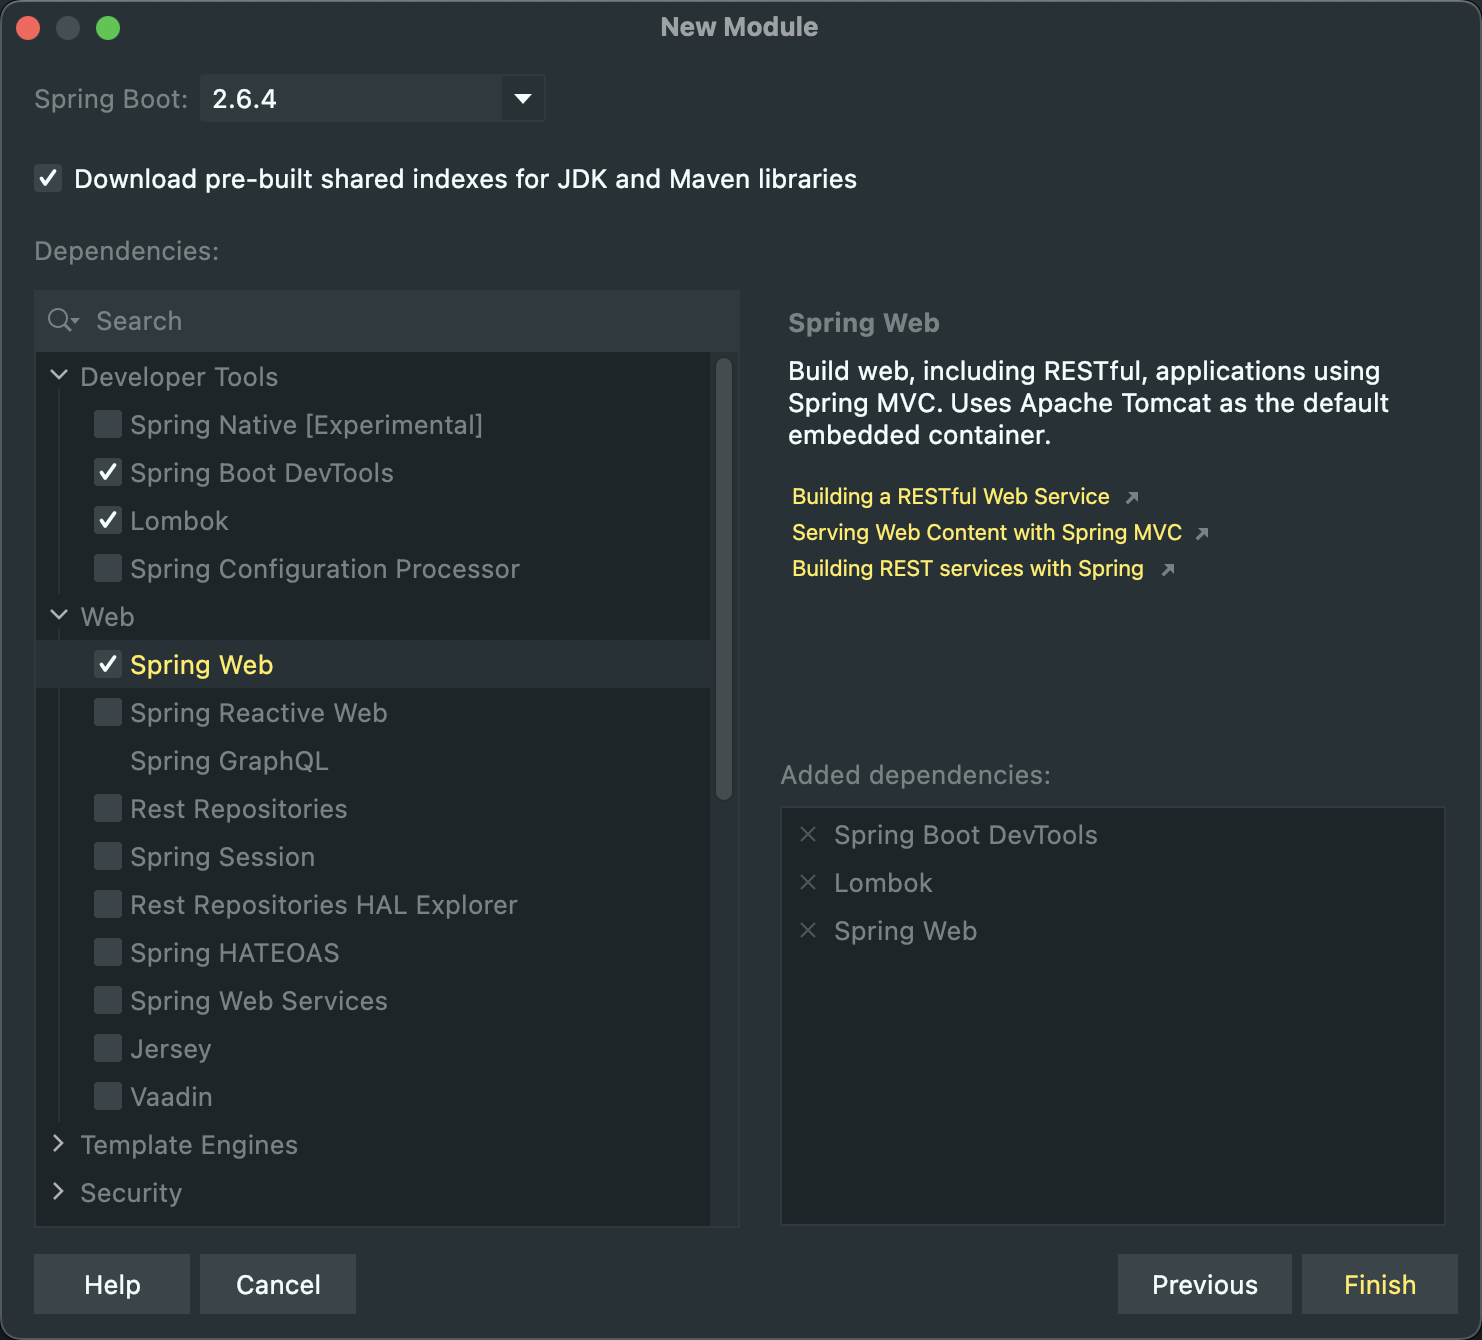 New Module
Spring Boot: 2.6.4
Download pre-built shared indexes for JDK and Maven libraries
Dependencies:
Search
Developer Tools
Spring Native [Experimental]
Spring Boot DevTools
Lombok
Spring Configuration Processor
Web
Spring Web
Spring Reactive Web
Spring GraphQL
Rest Repositories
Spring Session
Rest Repositories HAL Explorer
Spring HATEOAS
Spring Web Services
Jersey
Vaadin
Template Engines
Security
Spring Web
Build web, including RESTful, applications using
Spring MVC. Uses Apache Tomcat as the default
embedded container.
Building a RESTful Web Service
Serving Web Content with Spring MVC
Building REST services with Spring
Added dependencies:
Spring Boot DevTools
Lombok
Spring Web
Help
Cancel
Previous
Finish